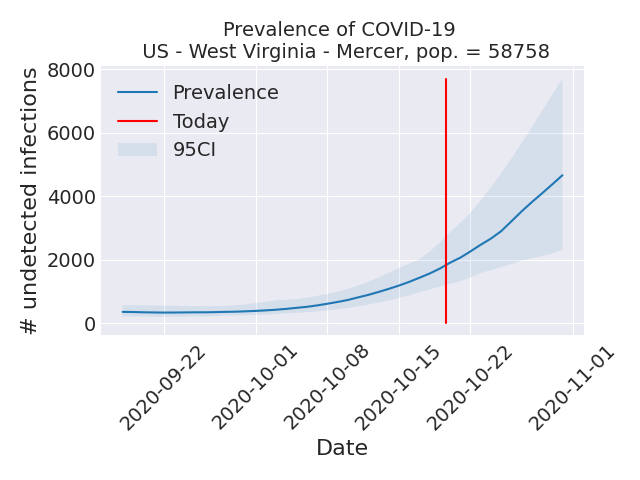 Prevalence of COVID-19
US - West Virginia - Mercer, pop. = 58758
# undetected infections
8000
6000
4000
2000
0
Prevalence
Today
95CI
2020-09-22
2020-10-01
2020-10-08
2020-10-15
2020-10-22
2020-11-01
Date